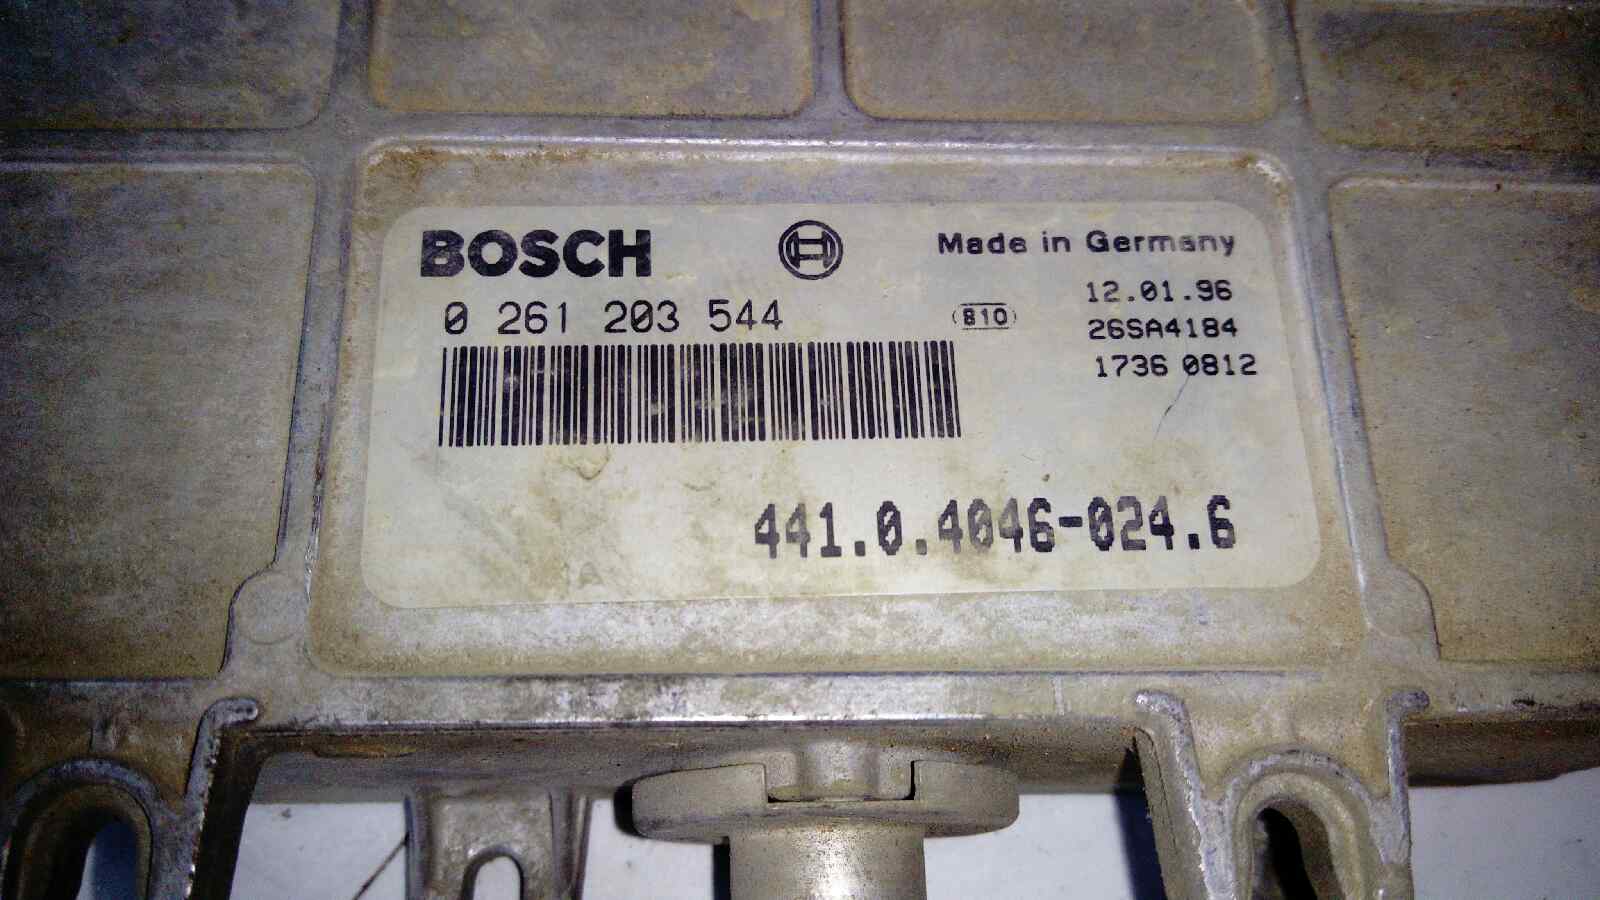 BOSCH
Made in Germany
0 261 203 544
810
12.01.96
26SA4184
1736 0812
441.0.4046-024.6